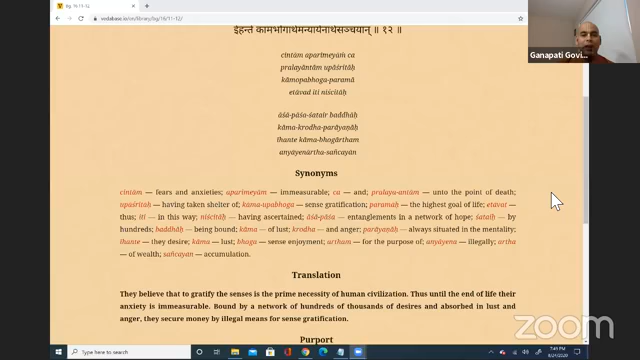 Bg. 16.11-12
vedabase.io/en/library/bg/16/11-12/
ईहन्ते कामभोगार्थमन्यायेनार्थसञ्चयान् ॥ १२ ॥
cintām aparimeyāṁ ca
pralayāntām upāśritāḥ
kāmopabhoga-paramā
etāvad iti niścitāḥ
āśā-pāśa-śatair baddhāḥ
kāma-krodha-parāyaṇāḥ
īhante kāma-bhogārtham
anyāyenārtha-sañcayān
Synonyms
cintām — fears and anxieties; aparimeyām — immeasurable; ca — and; pralaya-antām — unto the point of death;
upāśritāḥ — having taken shelter of; kāma-upabhoga — sense gratification; paramāḥ — the highest goal of life; etāvat —
thus; iti — in this way; niścitāḥ — having ascertained; āśā-pāśa — entanglements in a network of hope; śataiḥ — by
hundreds; baddhāḥ — being bound; kāma — of lust; krodha — and anger; parāyaṇāḥ — always situated in the mentality;
īhante — they desire; kāma — lust; bhoga — sense enjoyment; artham — for the purpose of; anyāyena — illegally; artha
— of wealth; sañcayān — accumulation.
Translation
They believe that to gratify the senses is the prime necessity of human civilization. Thus until the end of life their
anxiety is immeasurable. Bound by a network of hundreds of thousands of desires and absorbed in lust and
anger, they secure money by illegal means for sense gratification.
Purport
Ganapati Govi...
Type here to search
7:41 PM
8/21/2020
zoom